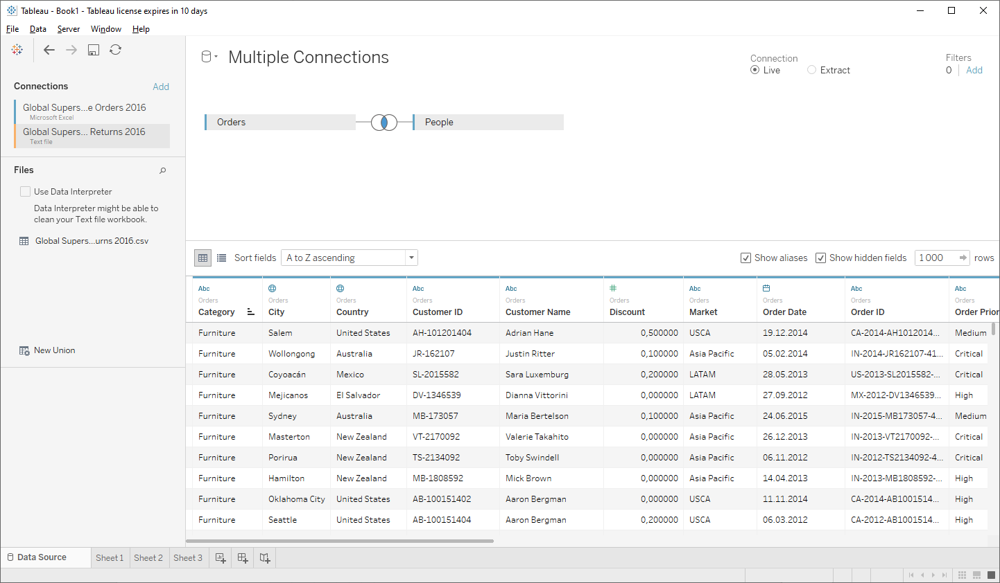 Tableau - Book1 - Tableau license expires in 10 days
File Data Server Window Help
Connections Add
Global Supers...e Orders 2016
Microsoft Excel
Global Supers... Returns 2016
Text file
Files
Use Data Interpreter
Data Interpreter might be able to
clean your Text file workbook.
Global Supers...urns 2016.csv
New Union
Multiple Connections
Connection
Live Extract
Filters
0 Add
Orders People
Sort fields A to Z ascending Show aliases Show hidden fields 1 000 rows
Abc Abc Abc # Abc Abc Abc
Orders Orders Orders Orders Orders Orders Orders Orders Orders Orders
Category City Country Customer ID Customer Name Discount Market Order Date Order ID Order Prior
Furniture Salem United States AH-101201404 Adrian Hane 0,500000 USCA 19.12.2014 CA-2014-AH1012014... Medium
Furniture Wollongong Australia JR-162107 Justin Ritter 0,100000 Asia Pacific 05.02.2014 IN-2014-JR162107-41... Critical
Furniture Coyoacán Mexico SL-2015582 Sara Luxemburg 0,200000 LATAM 28.05.2013 US-2013-SL2015582-... Critical
Furniture Mejicanos El Salvador DV-1346539 Dianna Vittorini 0,000000 LATAM 27.09.2012 MX-2012-DV1346539... High
Furniture Sydney Australia MB-173057 Maria Bertelson 0,100000 Asia Pacific 24.06.2015 IN-2015-MB173057-4... Medium
Furniture Masterton New Zealand VT-2170092 Valerie Takahito 0,000000 Asia Pacific 26.12.2013 IN-2013-VT2170092-... Critical
Furniture Porirua New Zealand TS-2134092 Toby Swindell 0,000000 Asia Pacific 06.11.2012 IN-2012-TS2134092-4... Critical
Furniture Hamilton New Zealand MB-1808592 Mick Brown 0,000000 Asia Pacific 14.04.2013 IN-2013-MB1808592-... High
Furniture Oklahoma City United States AB-100151402 Aaron Bergman 0,000000 USCA 11.11.2014 CA-2014-AB1001514... High
Furniture Seattle United States AB-100151404 Aaron Bergman 0,200000 USCA 06.03.2012 CA-2012-AB1001514... High
Data Source Sheet 1 Sheet 2 Sheet 3